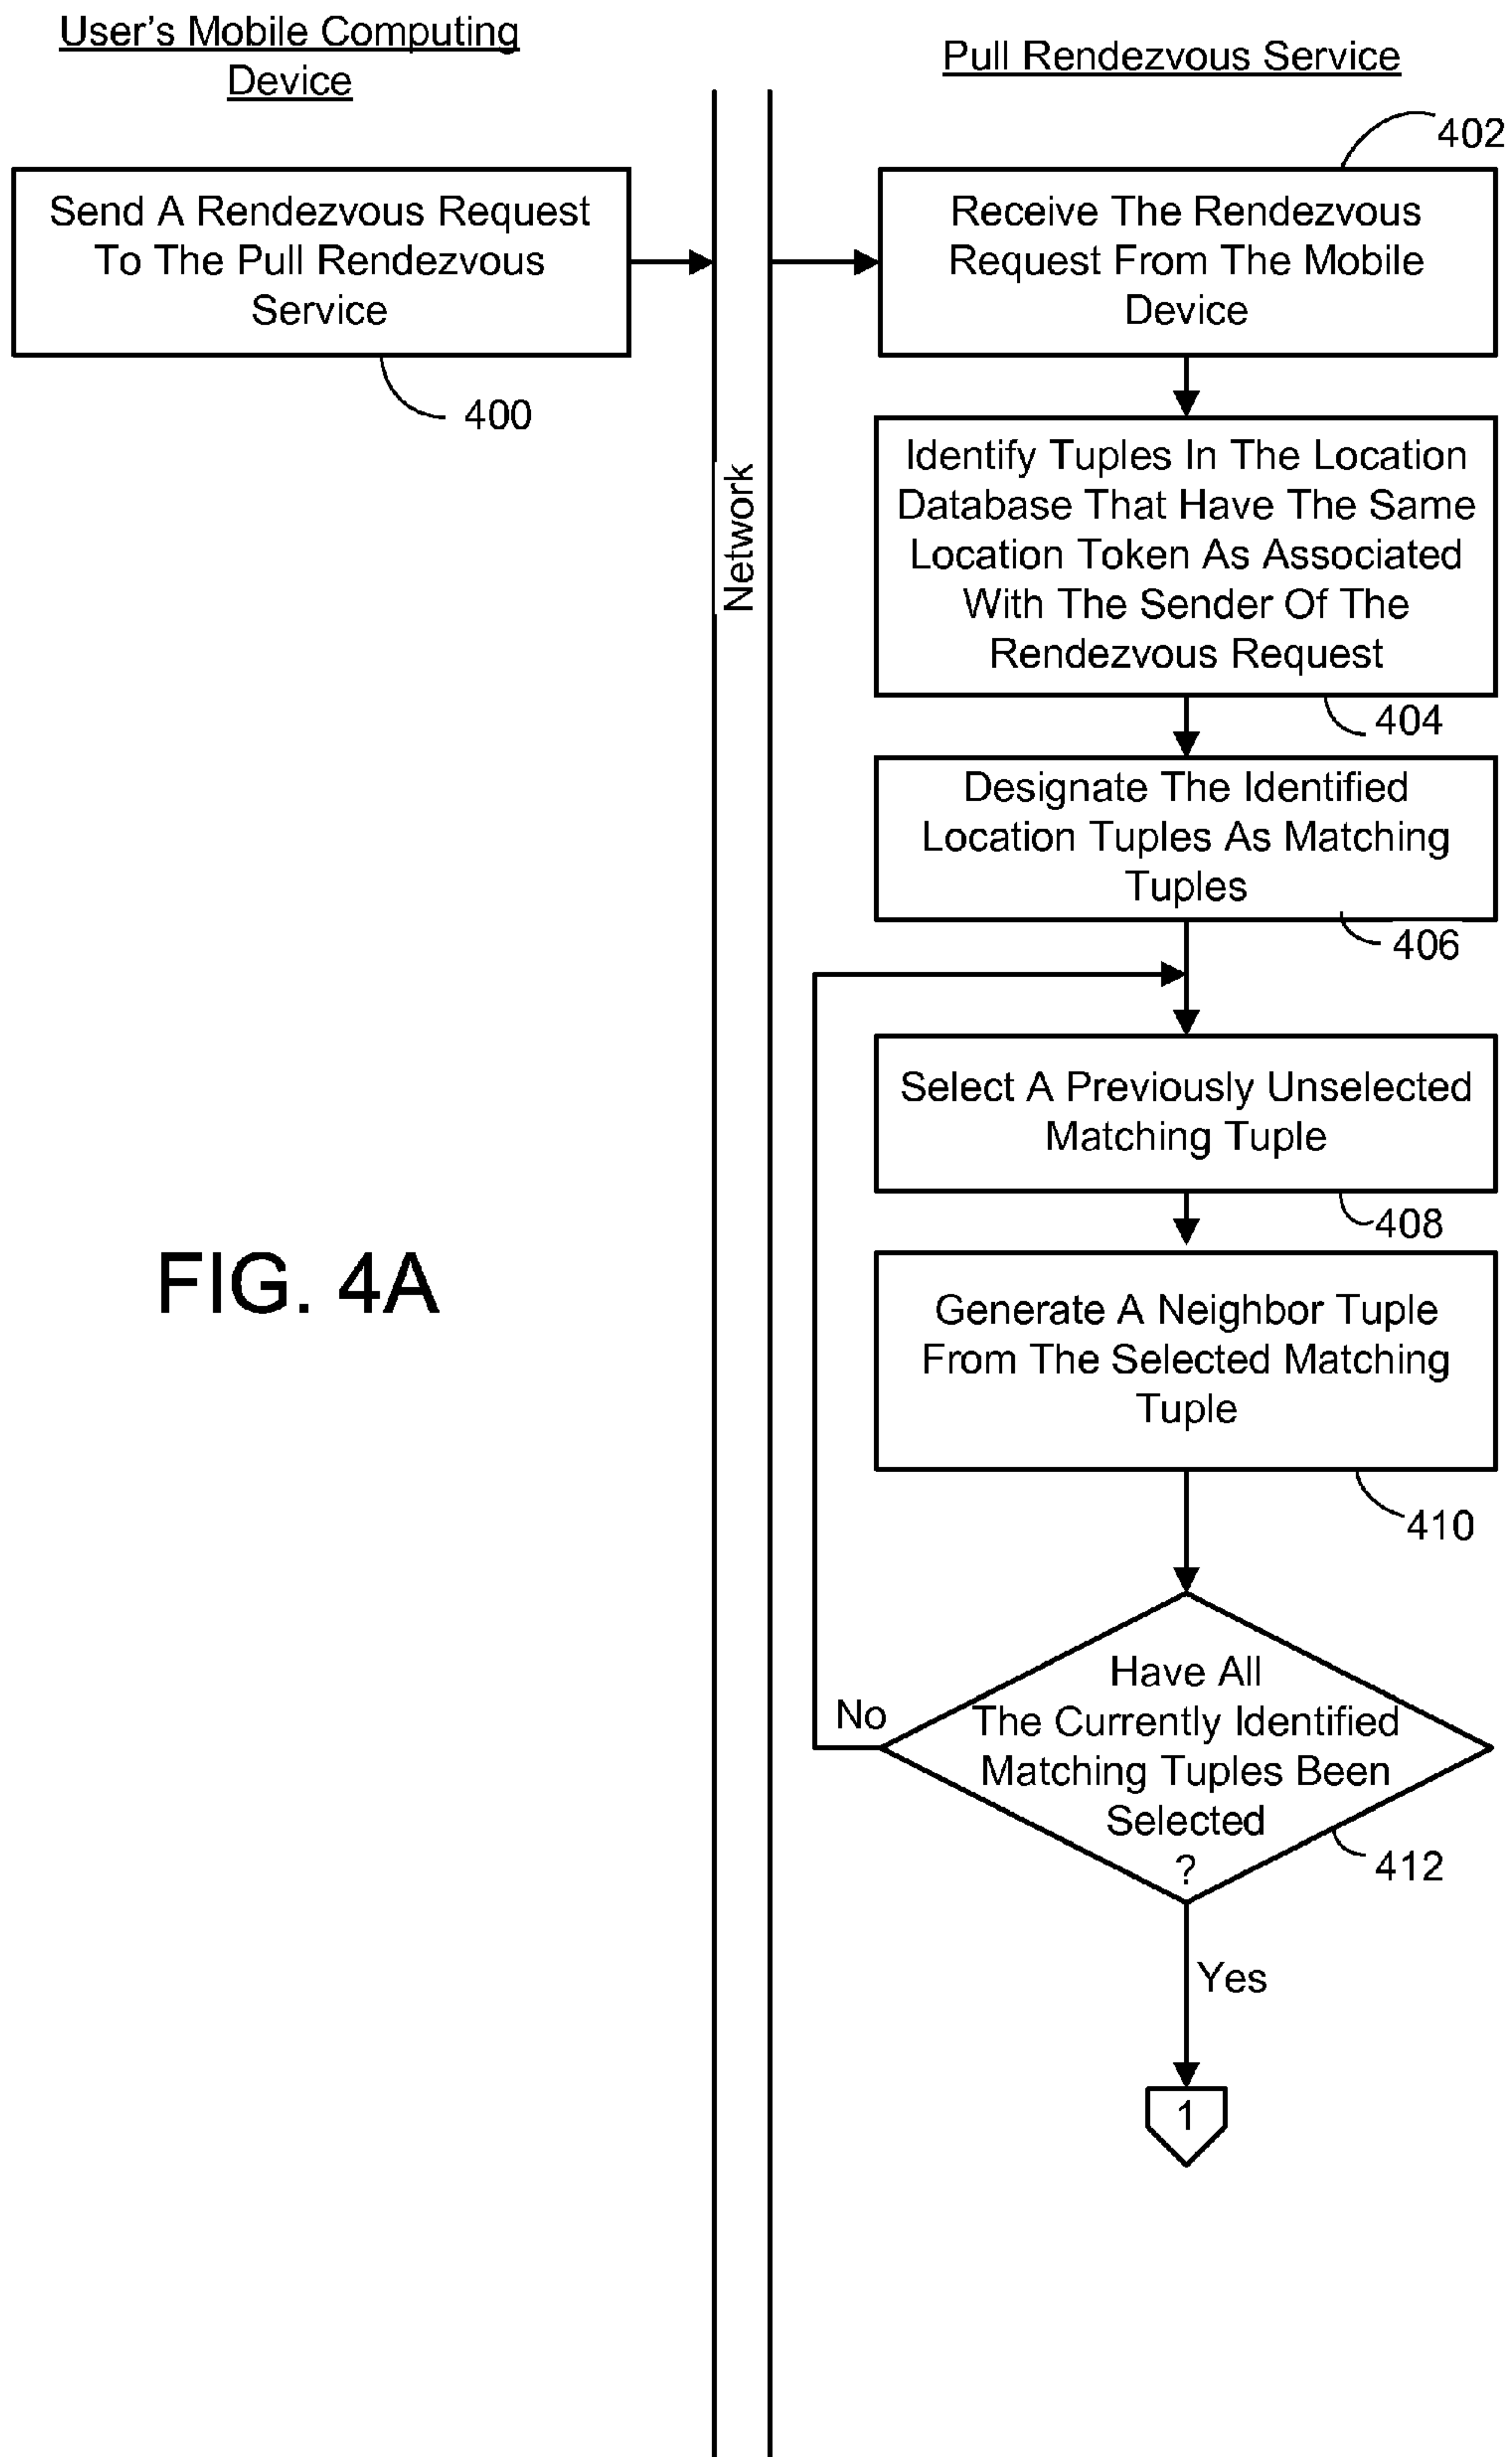 User's Mobile Computing
Device
Pull Rendezvous Service
402
Send A Rendezvous Request
To The Pull Rendezvous
Service
400
Receive The Rendezvous
Request From The Mobile
Device
Network
Identify Tuples In The Location
Database That Have The Same
Location Token As Associated
With The Sender Of The
Rendezvous Request
404
Designate The Identified
Location Tuples As Matching
Tuples
406
Select A Previously Unselected
Matching Tuple
408
FIG. 4A
Generate A Neighbor Tuple
From The Selected Matching
Tuple
410
Have All
The Currently Identified
Matching Tuples Been
Selected
?
No
412
Yes
1